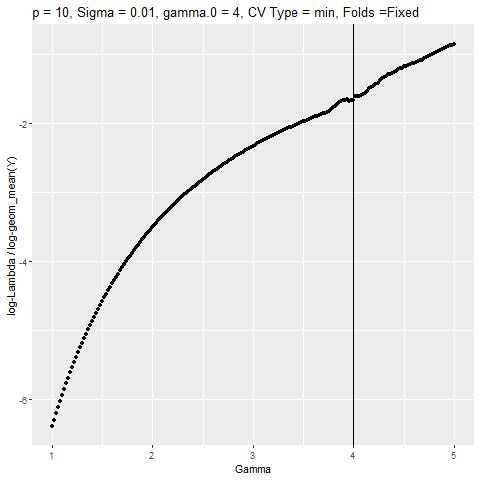 p = 10, Sigma = 0.01, gamma.0 = 4, CV Type = min, Folds =Fixed
log-Lambda / log-geom_mean(Y)
-2
-4
-6
1 2 3 4 5
Gamma